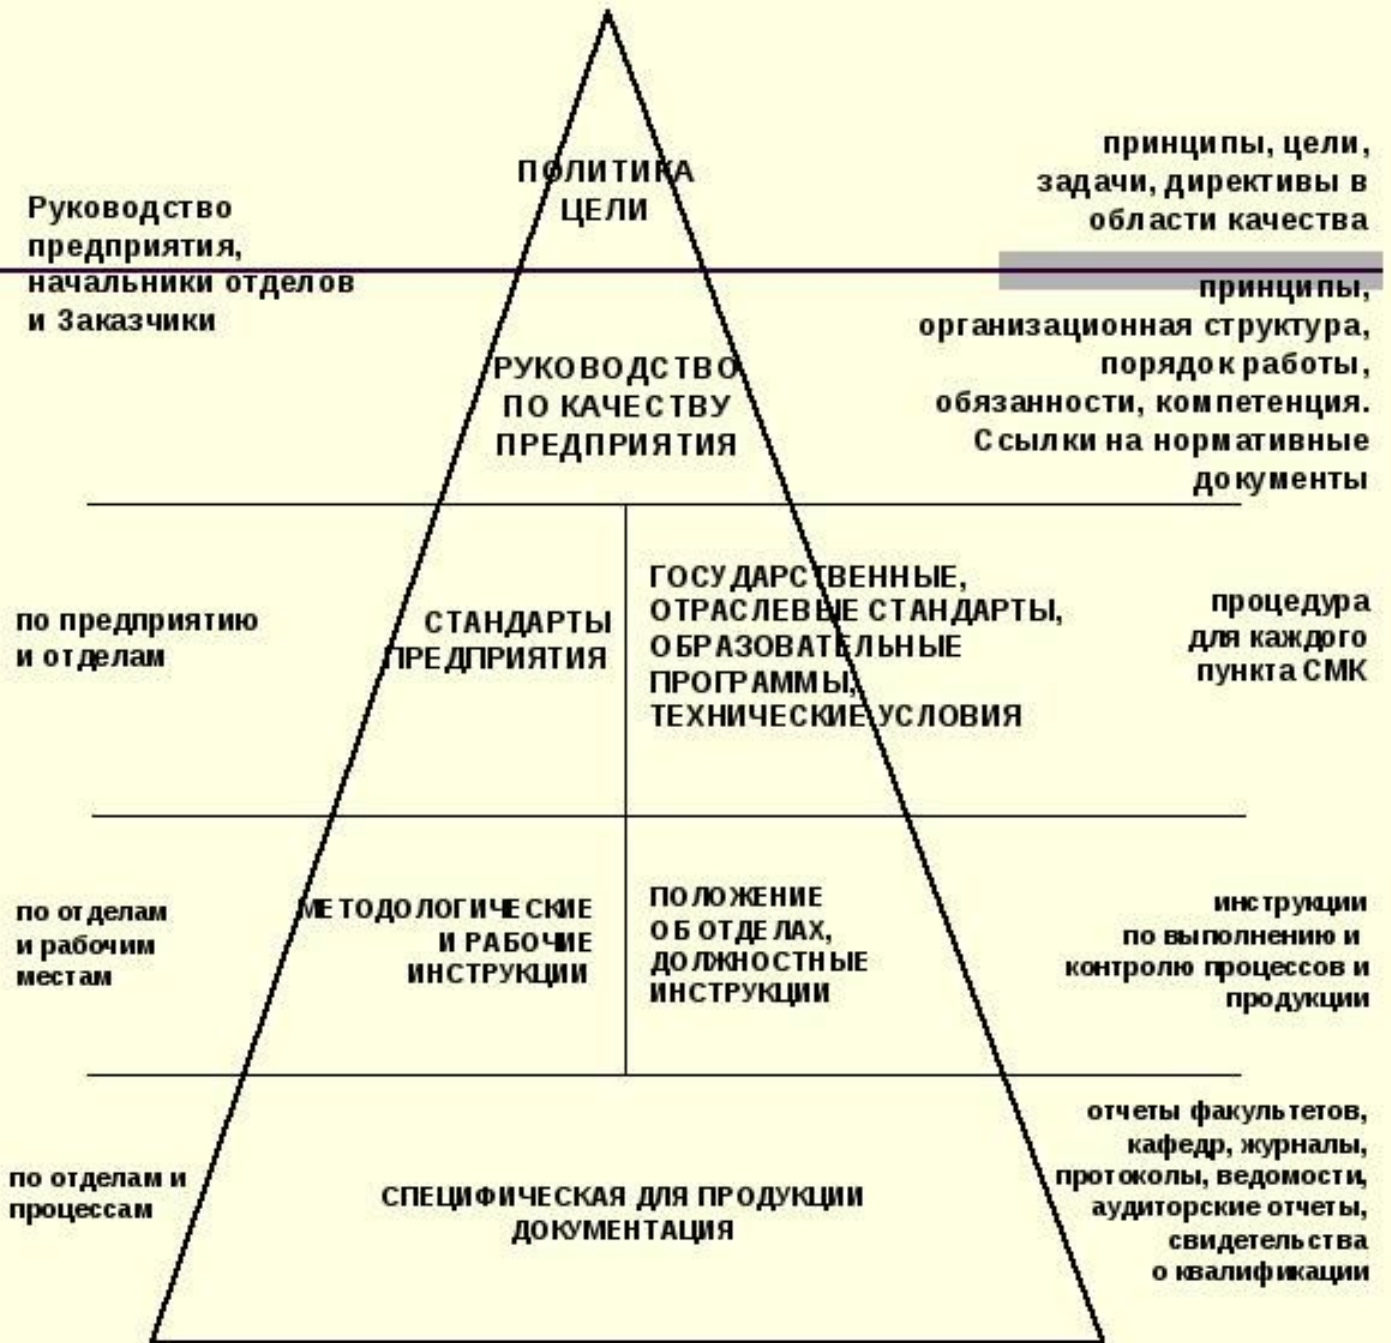 ПОЛИТИКА
ЦЕЛИ
Руководство
предприятия,
начальники отделов
и Заказчики
принципы, цели,
задачи, директивы в
области качества
РУКОВОДСТВО
ПО КАЧЕСТВУ
ПРЕДПРИЯТИЯ
принципы,
организационная структура,
порядок работы,
обязанности, компетенция.
Ссылки на нормативные
документы
по предприятию
и отделам
СТАНДАРТЫ
ПРЕДПРИЯТИЯ
ГОСУДАРСТВЕННЫЕ,
ОТРАСЛЕВЫЕ СТАНДАРТЫ,
ОБРАЗОВАТЕЛЬНЫЕ
ПРОГРАММЫ,
ТЕХНИЧЕСКИЕ УСЛОВИЯ
процедура
для каждого
пункта СМК
по отделам
и рабочим
местам
МЕТОДОЛОГИЧЕСКИЕ
И РАБОЧИЕ
ИНСТРУКЦИИ
ПОЛОЖЕНИЕ
ОБ ОТДЕЛАХ,
ДОЛЖНОСТНЫЕ
ИНСТРУКЦИИ
инструкции
по выполнению и
контролю процессов и
продукции
по отделам и
процессам
СПЕЦИФИЧЕСКАЯ ДЛЯ ПРОДУКЦИИ
ДОКУМЕНТАЦИЯ
отчеты факультетов,
кафедр, журналы,
протоколы, ведомости,
аудиторские отчеты,
свидетельства
о квалификации